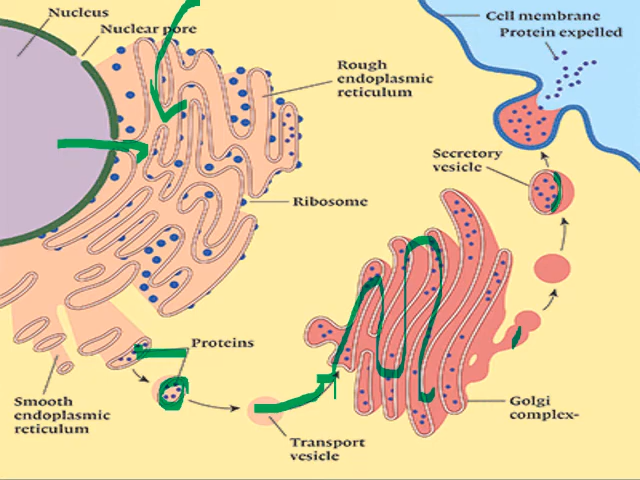 Nucleus
Nuclear pore
Cell membrane
Protein expelled
Rough
endoplasmic
reticulum
Secretory
vesicle
Ribosome
Proteins
Smooth
endoplasmic
reticulum
Golgi
complex-
Transport
vesicle